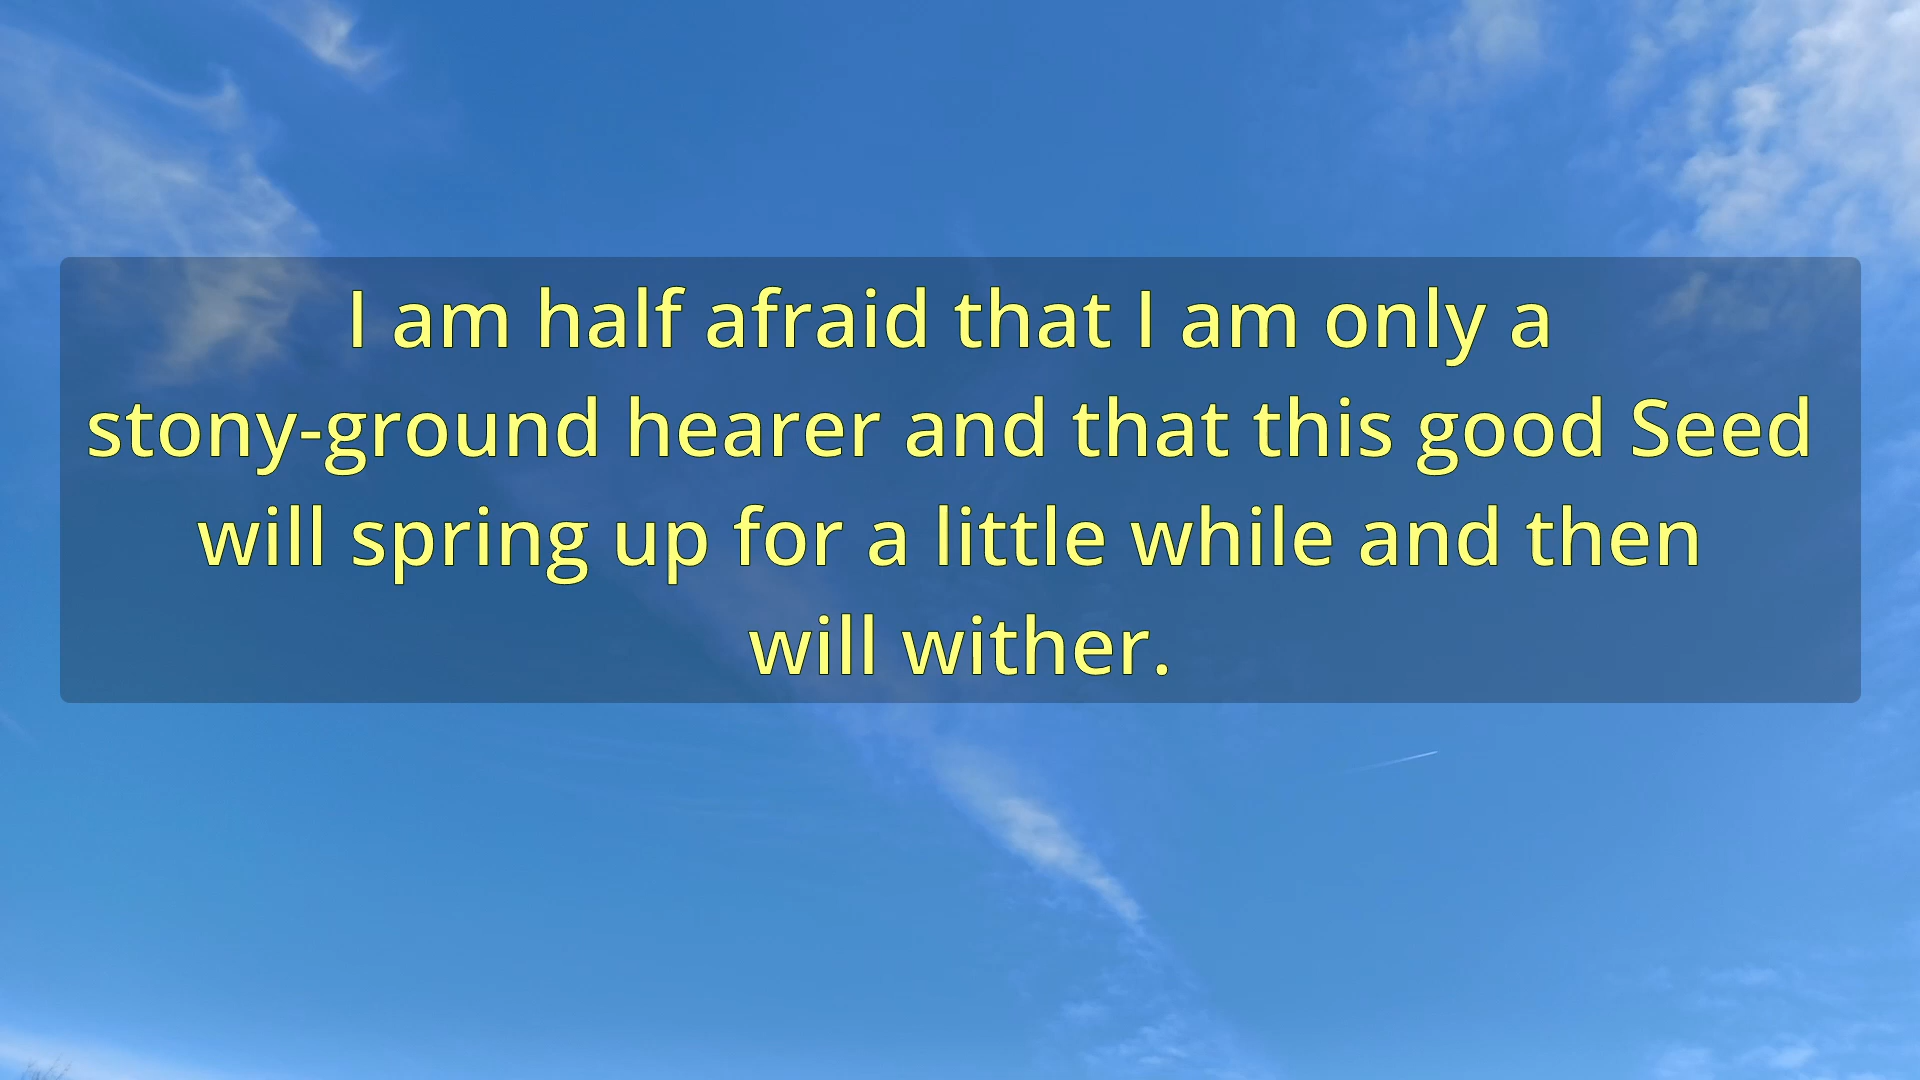 I am half afraid that I am only a
stony-ground hearer and that this good Seed
will spring up for a little while and then
will wither.